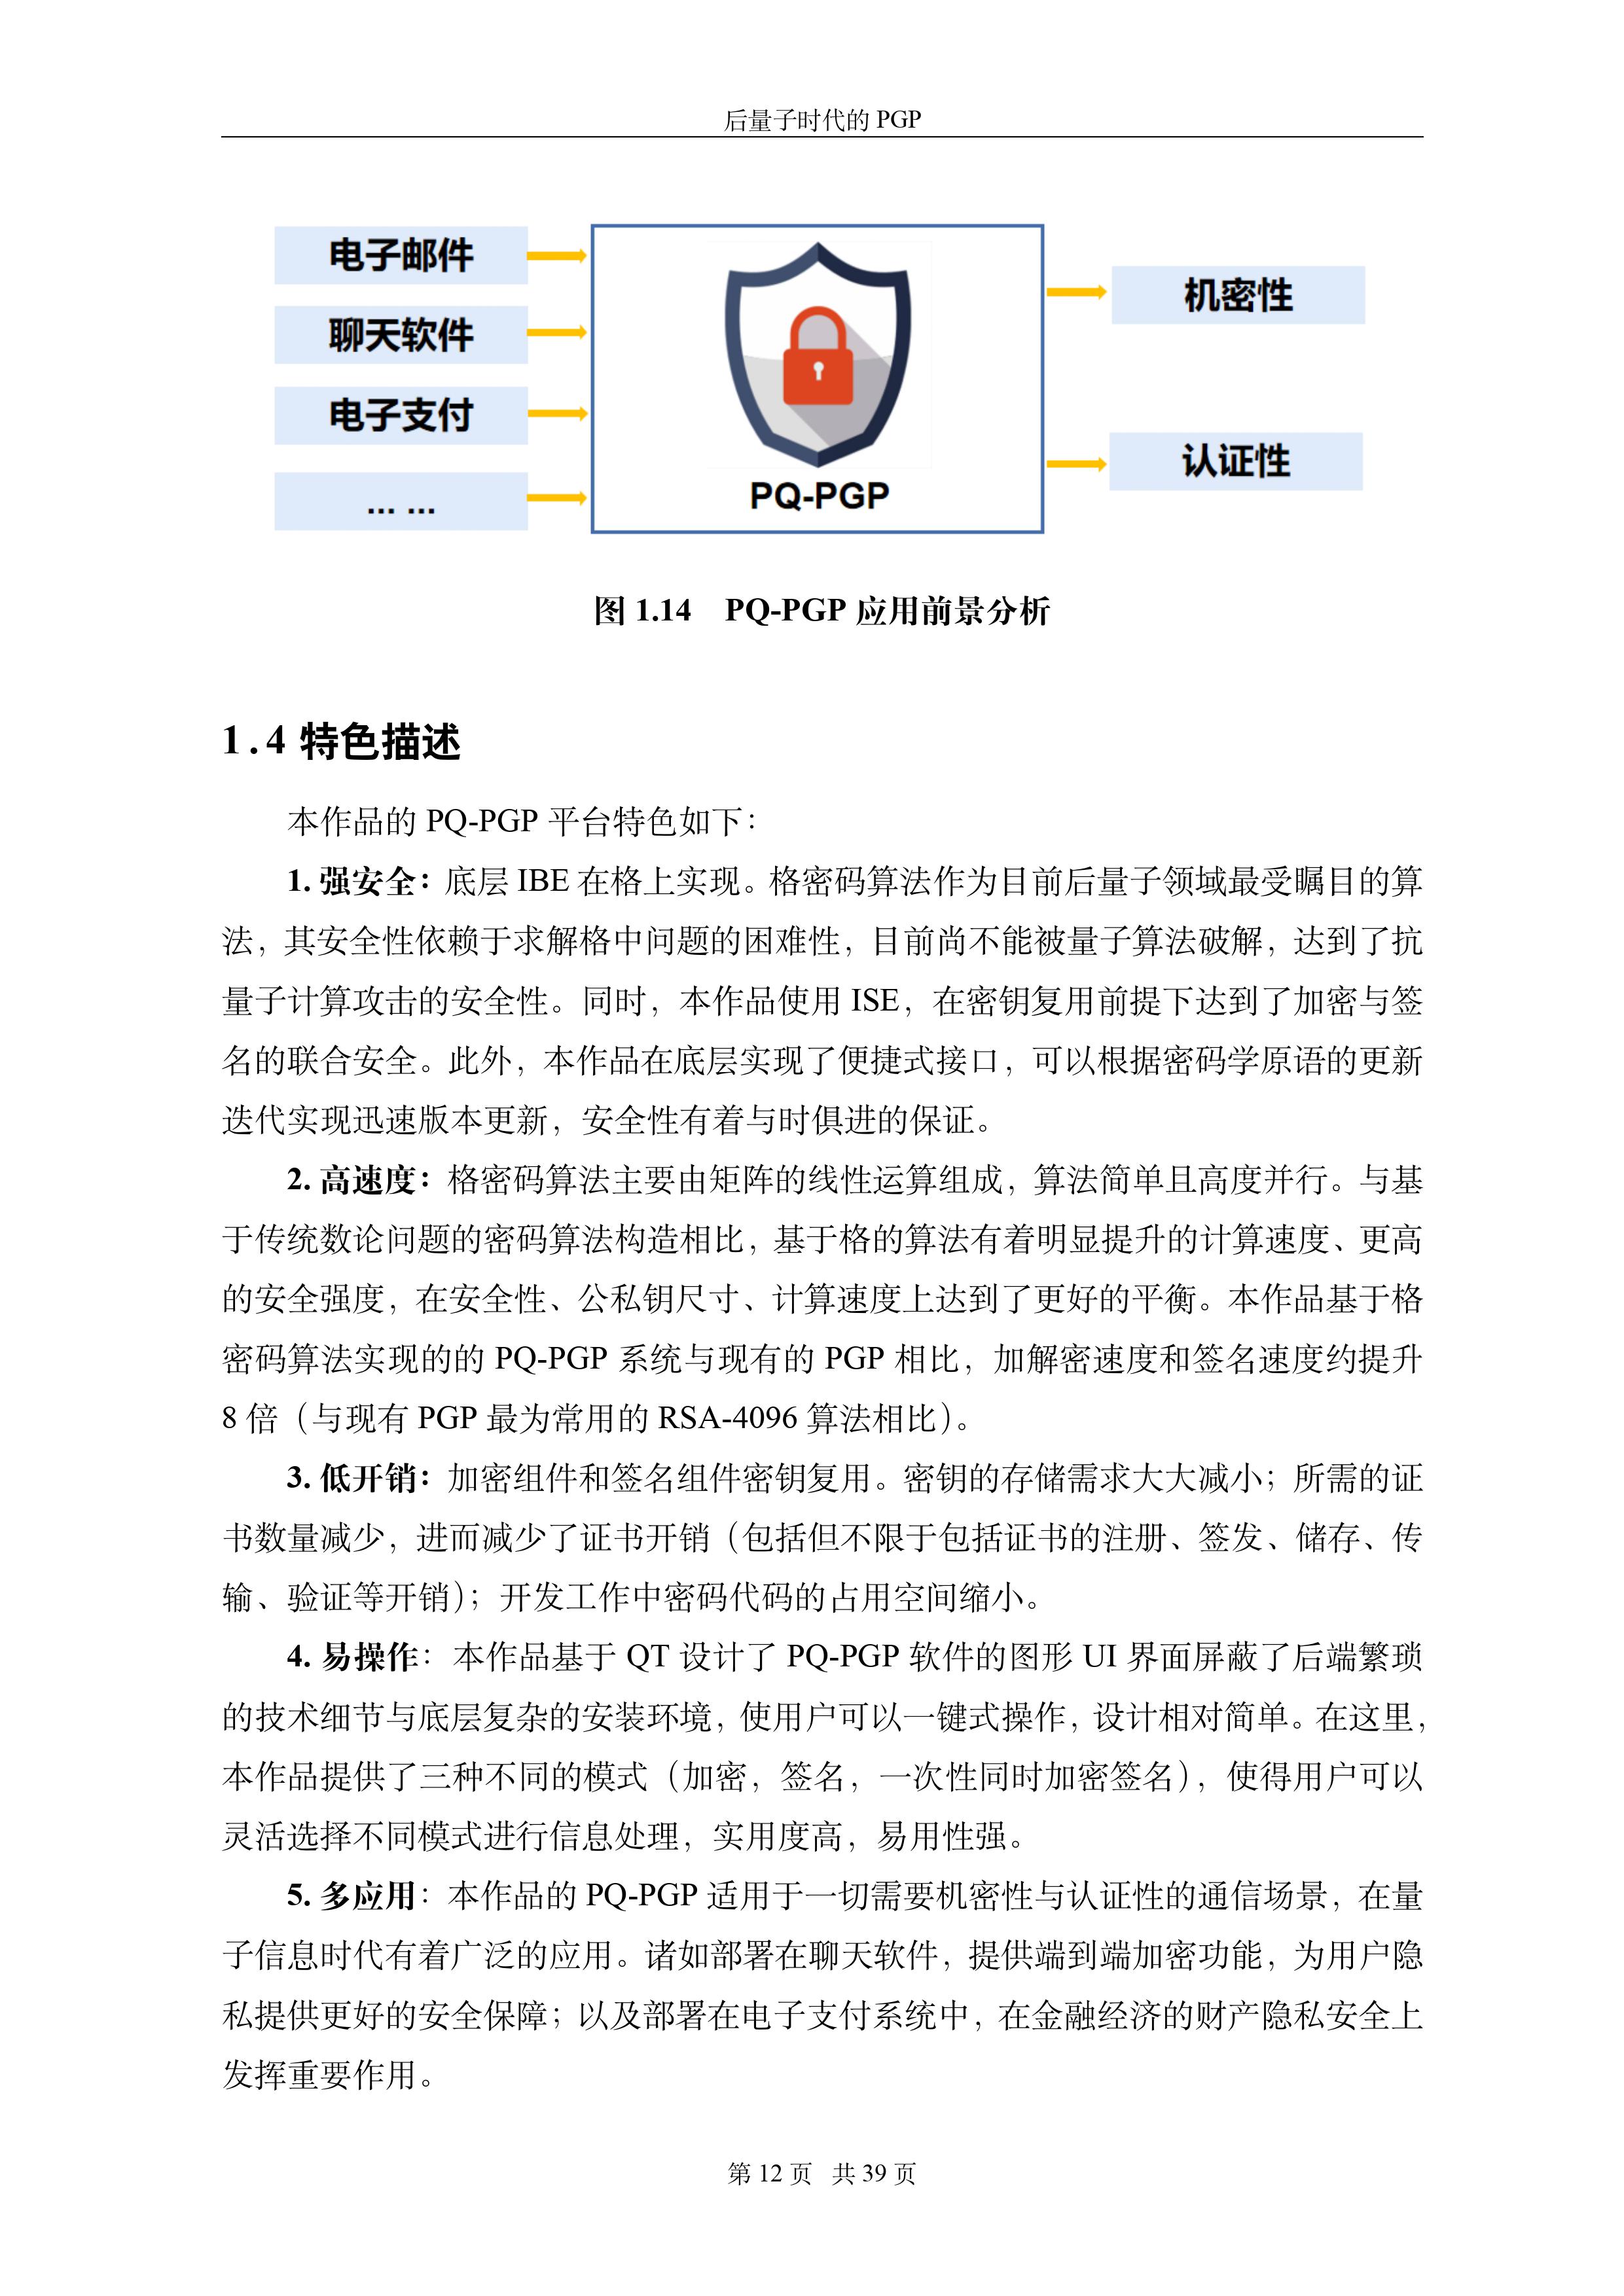 后量子时代的 PGP
电子邮件
聊天软件
电子支付
... ...
PQ-PGP
机密性
认证性
图 1.14 PQ-PGP 应用前景分析
1.4 特色描述
本作品的 PQ-PGP 平台特色如下：
1. 强安全：底层 IBE 在格上实现。格密码算法作为目前后量子领域最受瞩目的算
法，其安全性依赖于求解格中问题的困难性，目前尚不能被量子算法破解，达到了抗
量子计算攻击的安全性。同时，本作品使用 ISE，在密钥复用前提下达到了加密与签
名的联合安全。此外，本作品在底层实现了便捷式接口，可以根据密码学原语的更新
迭代实现迅速版本更新，安全性有着与时俱进的保证。
2. 高速度：格密码算法主要由矩阵的线性运算组成，算法简单且高度并行。与基
于传统数论问题的密码算法构造相比，基于格的算法有着明显提升的计算速度、更高
的安全强度，在安全性、公私钥尺寸、计算速度上达到了更好的平衡。本作品基于格
密码算法实现的的 PQ-PGP 系统与现有的 PGP 相比，加解密速度和签名速度约提升
8 倍（与现有 PGP 最为常用的 RSA-4096 算法相比）。
3. 低开销：加密组件和签名组件密钥复用。密钥的存储需求大大减小；所需的证
书数量减少，进而减少了证书开销（包括但不限于包括证书的注册、签发、储存、传
输、验证等开销）；开发工作中密码代码的占用空间缩小。
4. 易操作：本作品基于 QT 设计了 PQ-PGP 软件的图形 UI 界面屏蔽了后端繁琐
的技术细节与底层复杂的安装环境，使用户可以一键式操作，设计相对简单。在这里，
本作品提供了三种不同的模式（加密，签名，一次性同时加密签名），使得用户可以
灵活选择不同模式进行信息处理，实用度高，易用性强。
5. 多应用：本作品的 PQ-PGP 适用于一切需要机密性与认证性的通信场景，在量
子信息时代有着广泛的应用。诸如部署在聊天软件，提供端到端加密功能，为用户隐
私提供更好的安全保障；以及部署在电子支付系统中，在金融经济的财产隐私安全上
发挥重要作用。
第 12 页 共 39 页